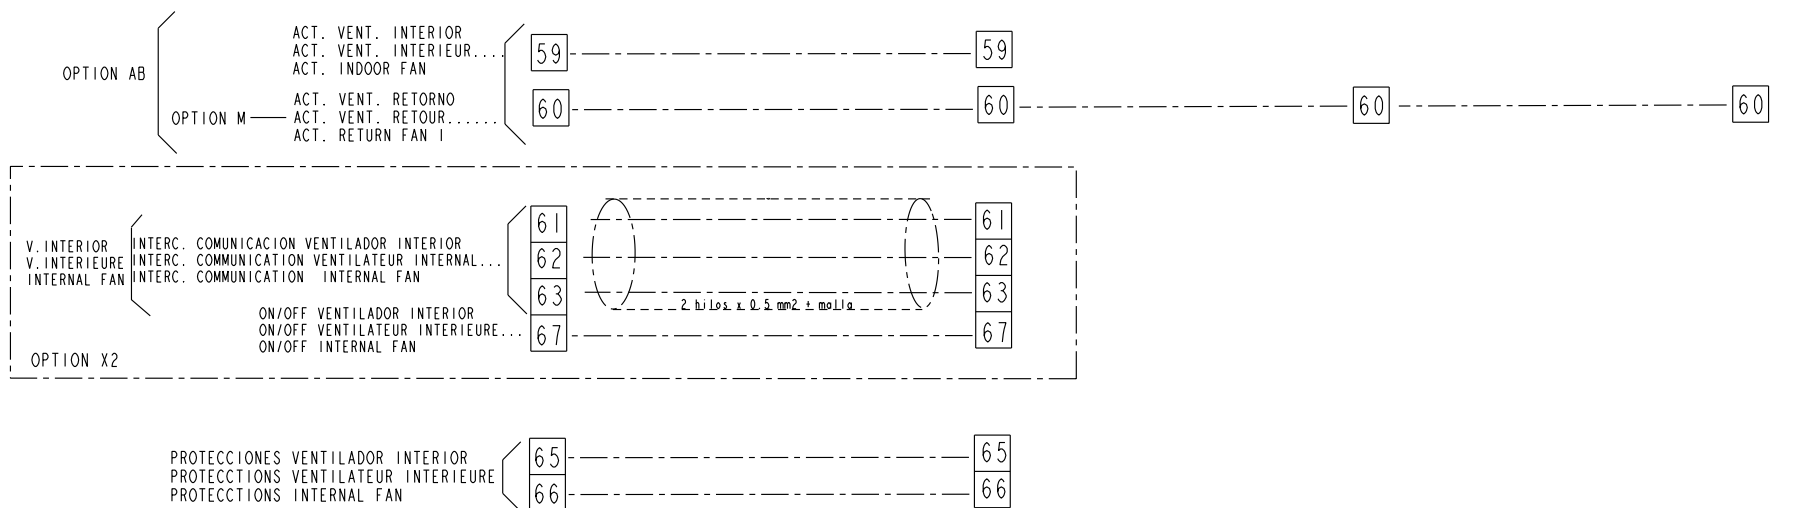 ACT. VENT. INTERIOR
ACT. VENT. INTERIEUR....
ACT. INDOOR FAN
59
59
OPTION AB
OPTION M
ACT. VENT. RETORNO
ACT. VENT. RETOUR......
ACT. RETURN FAN I
60
60
60
60
V.INTERIOR
V.INTERIEURE
INTERNAL FAN
INTERC. COMUNICACION VENTILADOR INTERIOR
INTERC. COMMUNICATION VENTILATEUR INTERNAL...
INTERC. COMMUNICATION INTERNAL FAN
61
61
62
62
63
63
2 hilos x 0.5 mm2 + malla
ON/OFF VENTILADOR INTERIOR
ON/OFF VENTILATEUR INTERIEURE...
ON/OFF INTERNAL FAN
67
67
OPTION X2
PROTECCIONES VENTILADOR INTERIOR
PROTECCTIONS VENTILATEUR INTERIEURE
PROTECCTIONS INTERNAL FAN
65
65
66
66